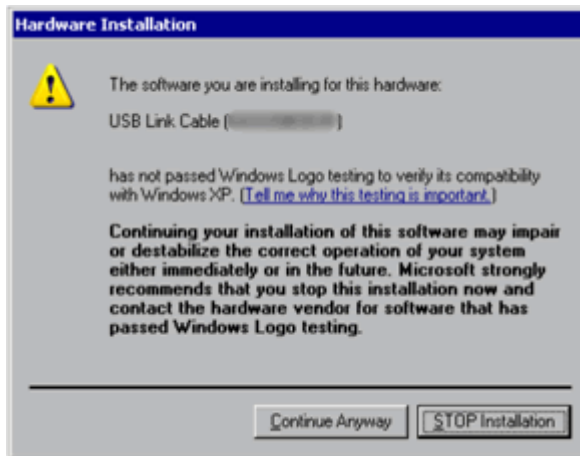 Hardware Installation
The software you are installing for this hardware:
USB Link Cable ( )
has not passed Windows Logo testing to verify its compatibility
with Windows XP. (Tell me why this testing is important.)
Continuing your installation of this software may impair
or destabilize the correct operation of your system
either immediately or in the future. Microsoft strongly
recommends that you stop this installation now and
contact the hardware vendor for software that has
passed Windows Logo testing.
Continue Anyway
STOP Installation